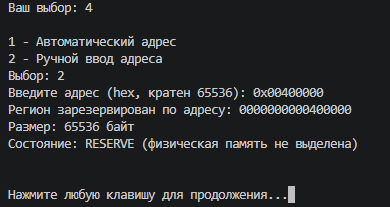 Ваш выбор: 4
1 - Автоматический адрес
2 - Ручной ввод адреса
Выбор: 2
Введите адрес (hex, кратен 65536): 0x00400000
Регион зарезервирован по адресу: 0000000000400000
Размер: 65536 байт
Состояние: RESERVE (физическая память не выделена)
Нажмите любую клавишу для продолжения...